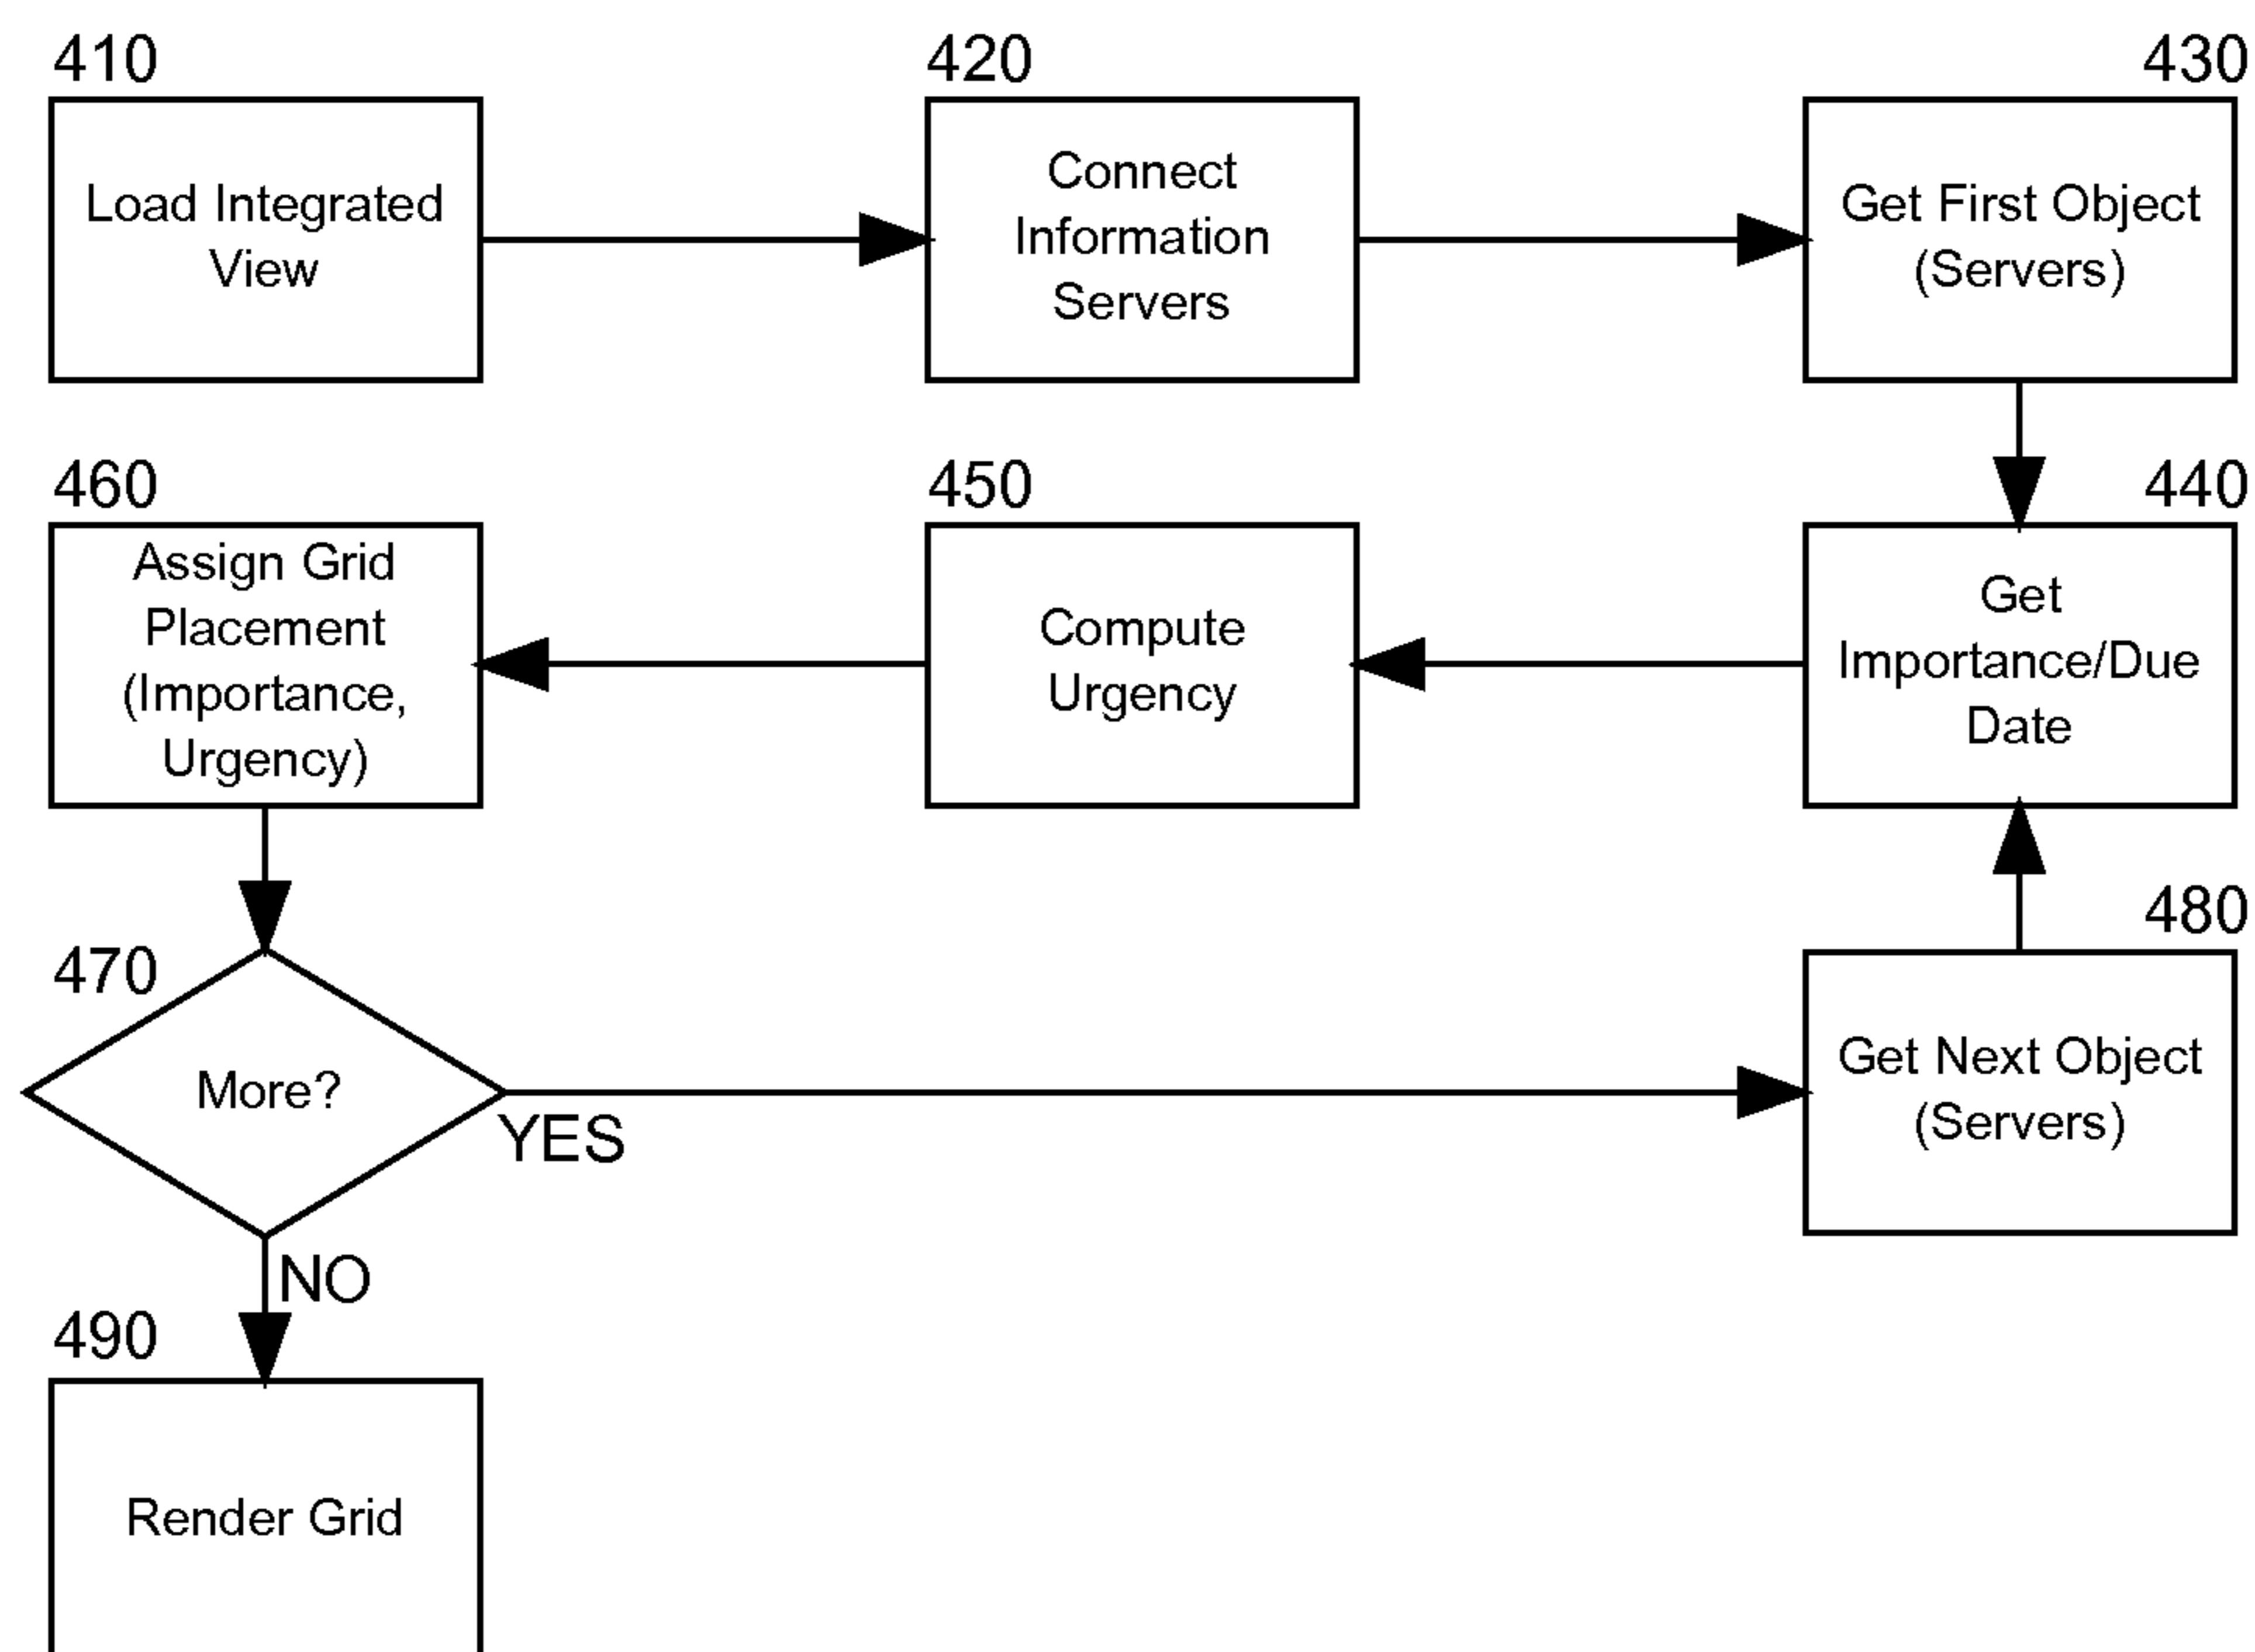 410
Load Integrated
View
420
Connect
Information
Servers
430
Get First Object
(Servers)
440
Get
Importance/Due
Date
450
Compute
Urgency
460
Assign Grid
Placement
(Importance,
Urgency)
470
More?
YES
NO
480
Get Next Object
(Servers)
490
Render Grid